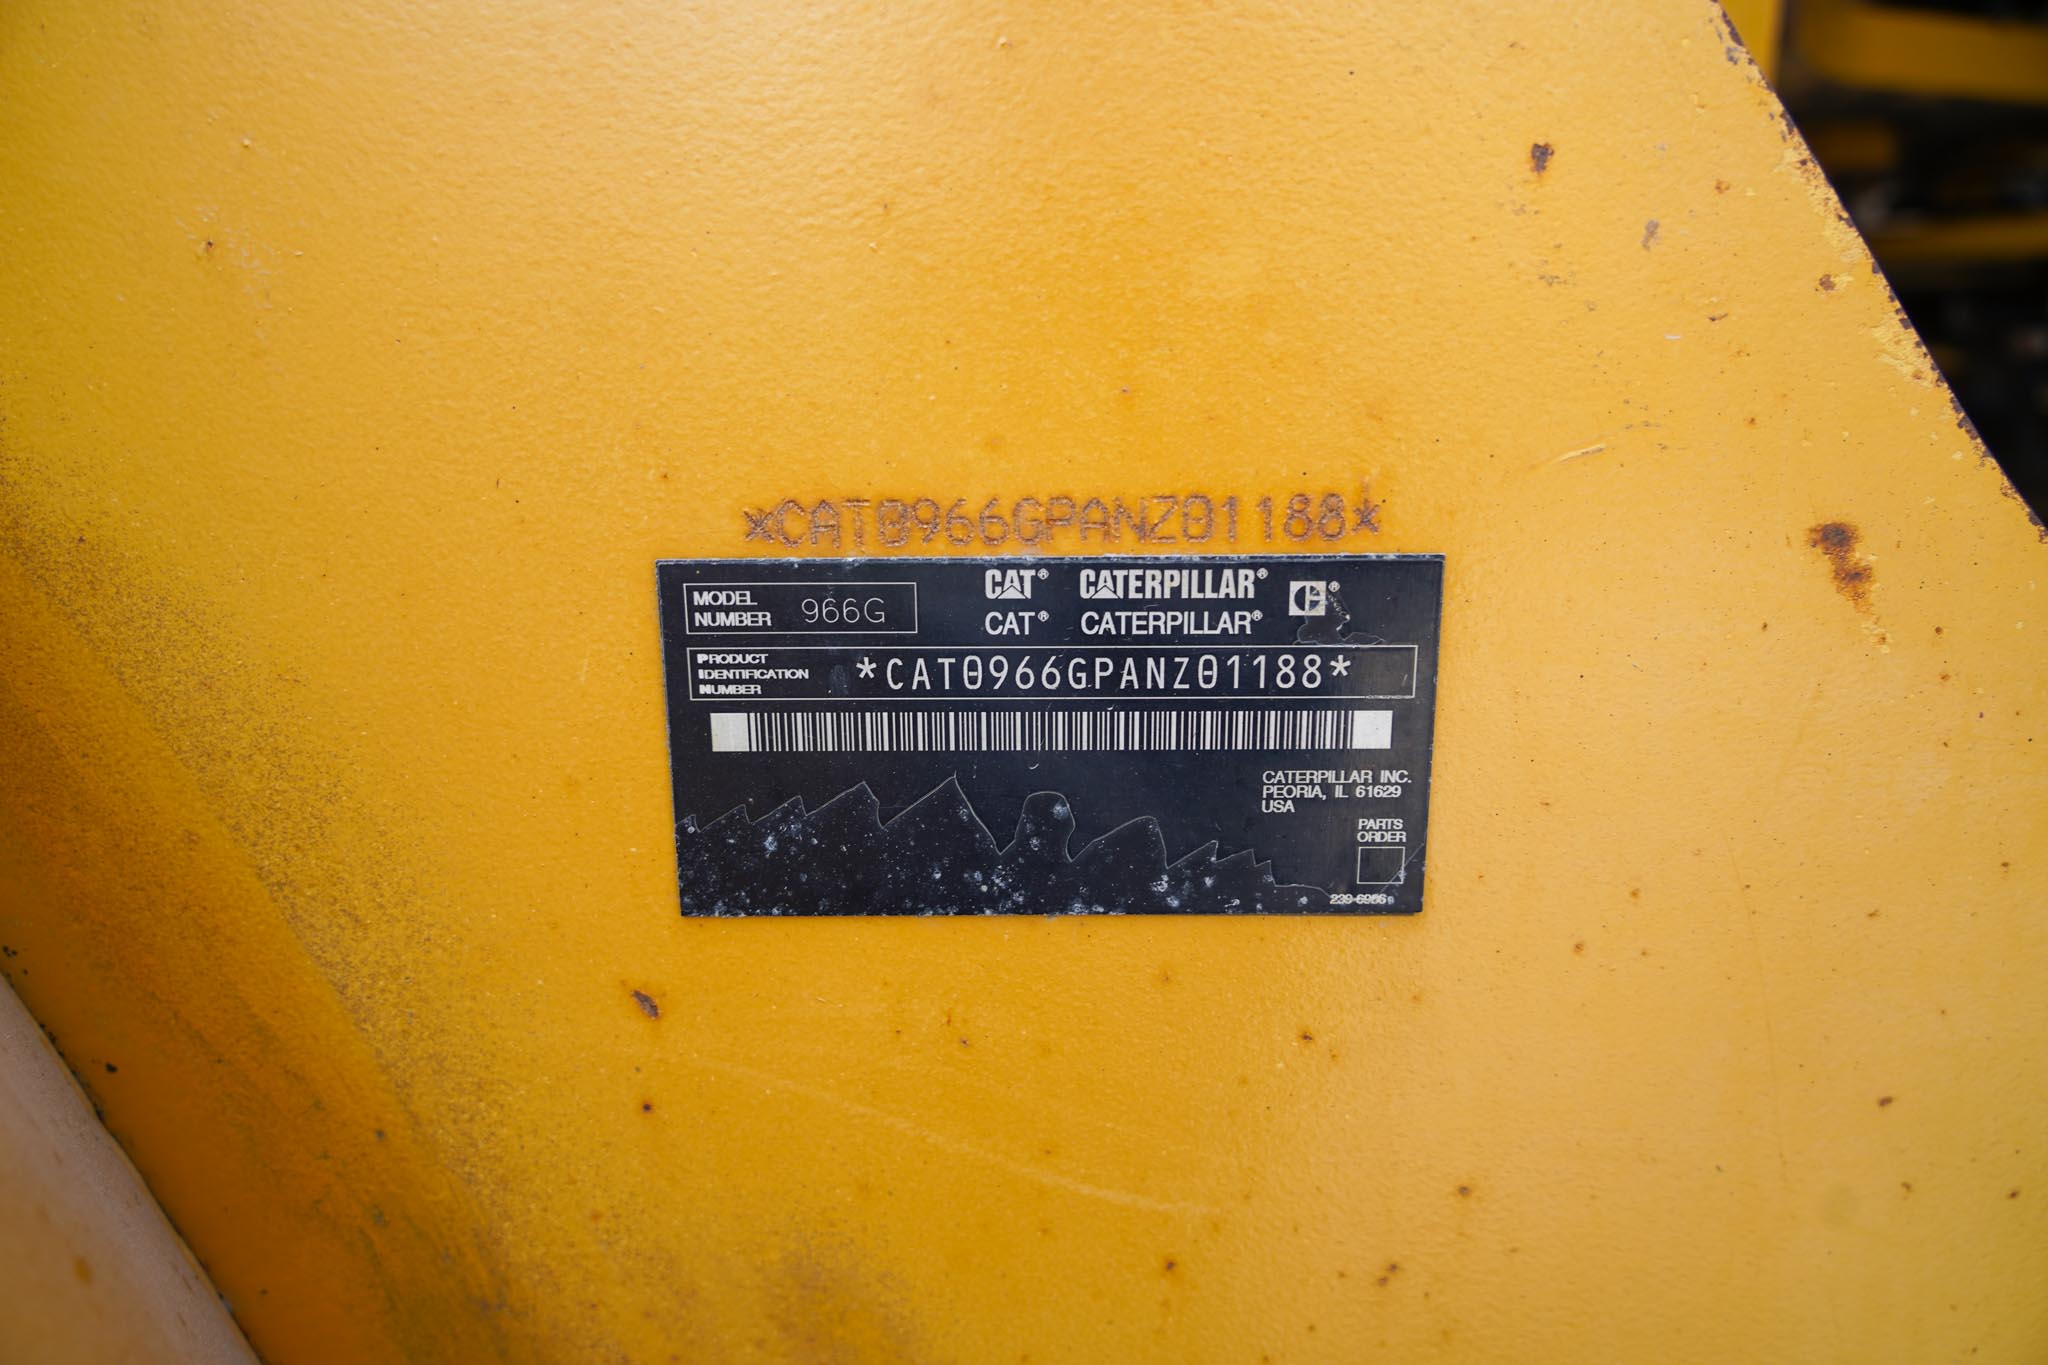 *CAT0966GPANZ01188*
MODEL
NUMBER 966G
CAT® CATERPILLAR® C®
CAT® CATERPILLAR®
PRODUCT
IDENTIFICATION
NUMBER
*CAT0966GPANZ01188*
CATERPILLAR INC.
PEORIA, IL 61629
USA
PARTS
ORDER